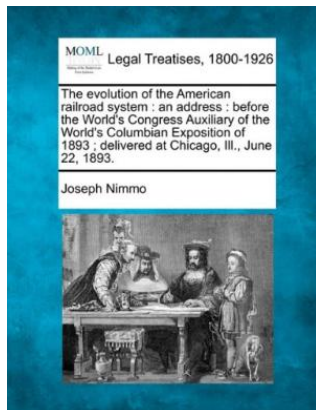 MOML Legal Treatises, 1800-1926
The evolution of the American
railroad system : an address : before
the World's Congress Auxiliary of the
World's Columbian Exposition of
1893 ; delivered at Chicago, Ill., June
22, 1893.
Joseph Nimmo